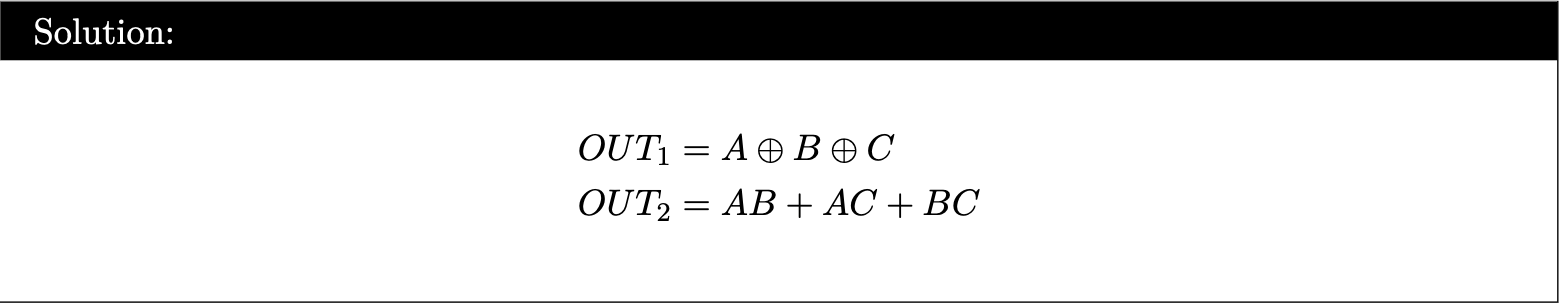 Solution:
OUT₁ = A ⊕ B ⊕ C
OUT₂ = AB + AC + BC